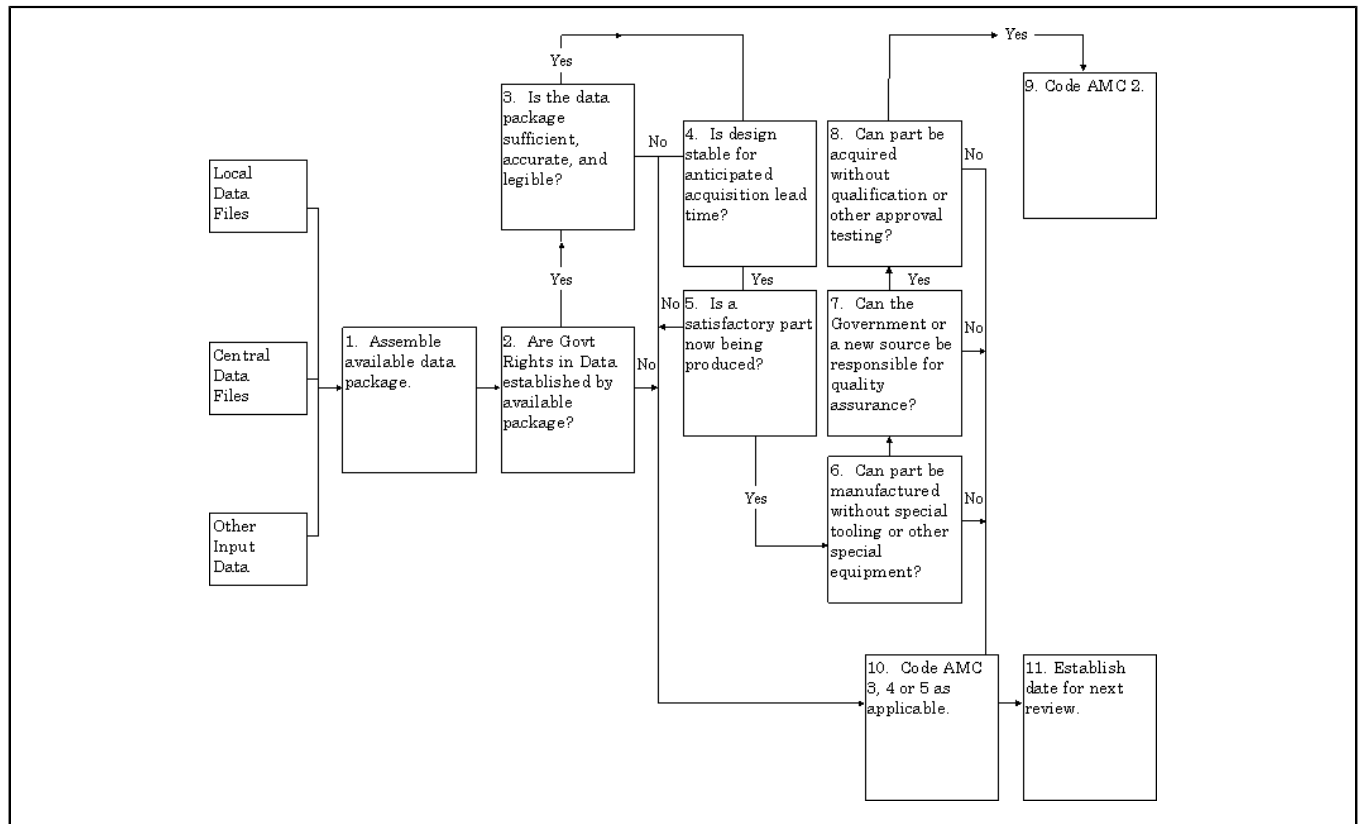 Local
Data
Files
Central
Data
Files
Other
Input
Data
1. Assemble
available data
package.
2. Are Govt
Rights in Data
established by
available
package?
No
Yes
3. Is the data
package
sufficient,
accurate, and
legible?
Yes
No
4. Is design
stable for
anticipated
acquisition lead
time?
Yes
No
5. Is a
satisfactory part
now being
produced?
Yes
6. Can part be
manufactured
without special
tooling or other
special
equipment?
No
7. Can the
Government or
a new source be
responsible for
quality
assurance?
No
Yes
8. Can part be
acquired
without
qualification or
other approval
testing?
No
Yes
9. Code AMC 2.
10. Code AMC
3, 4 or 5 as
applicable.
11. Establish
date for next
review.